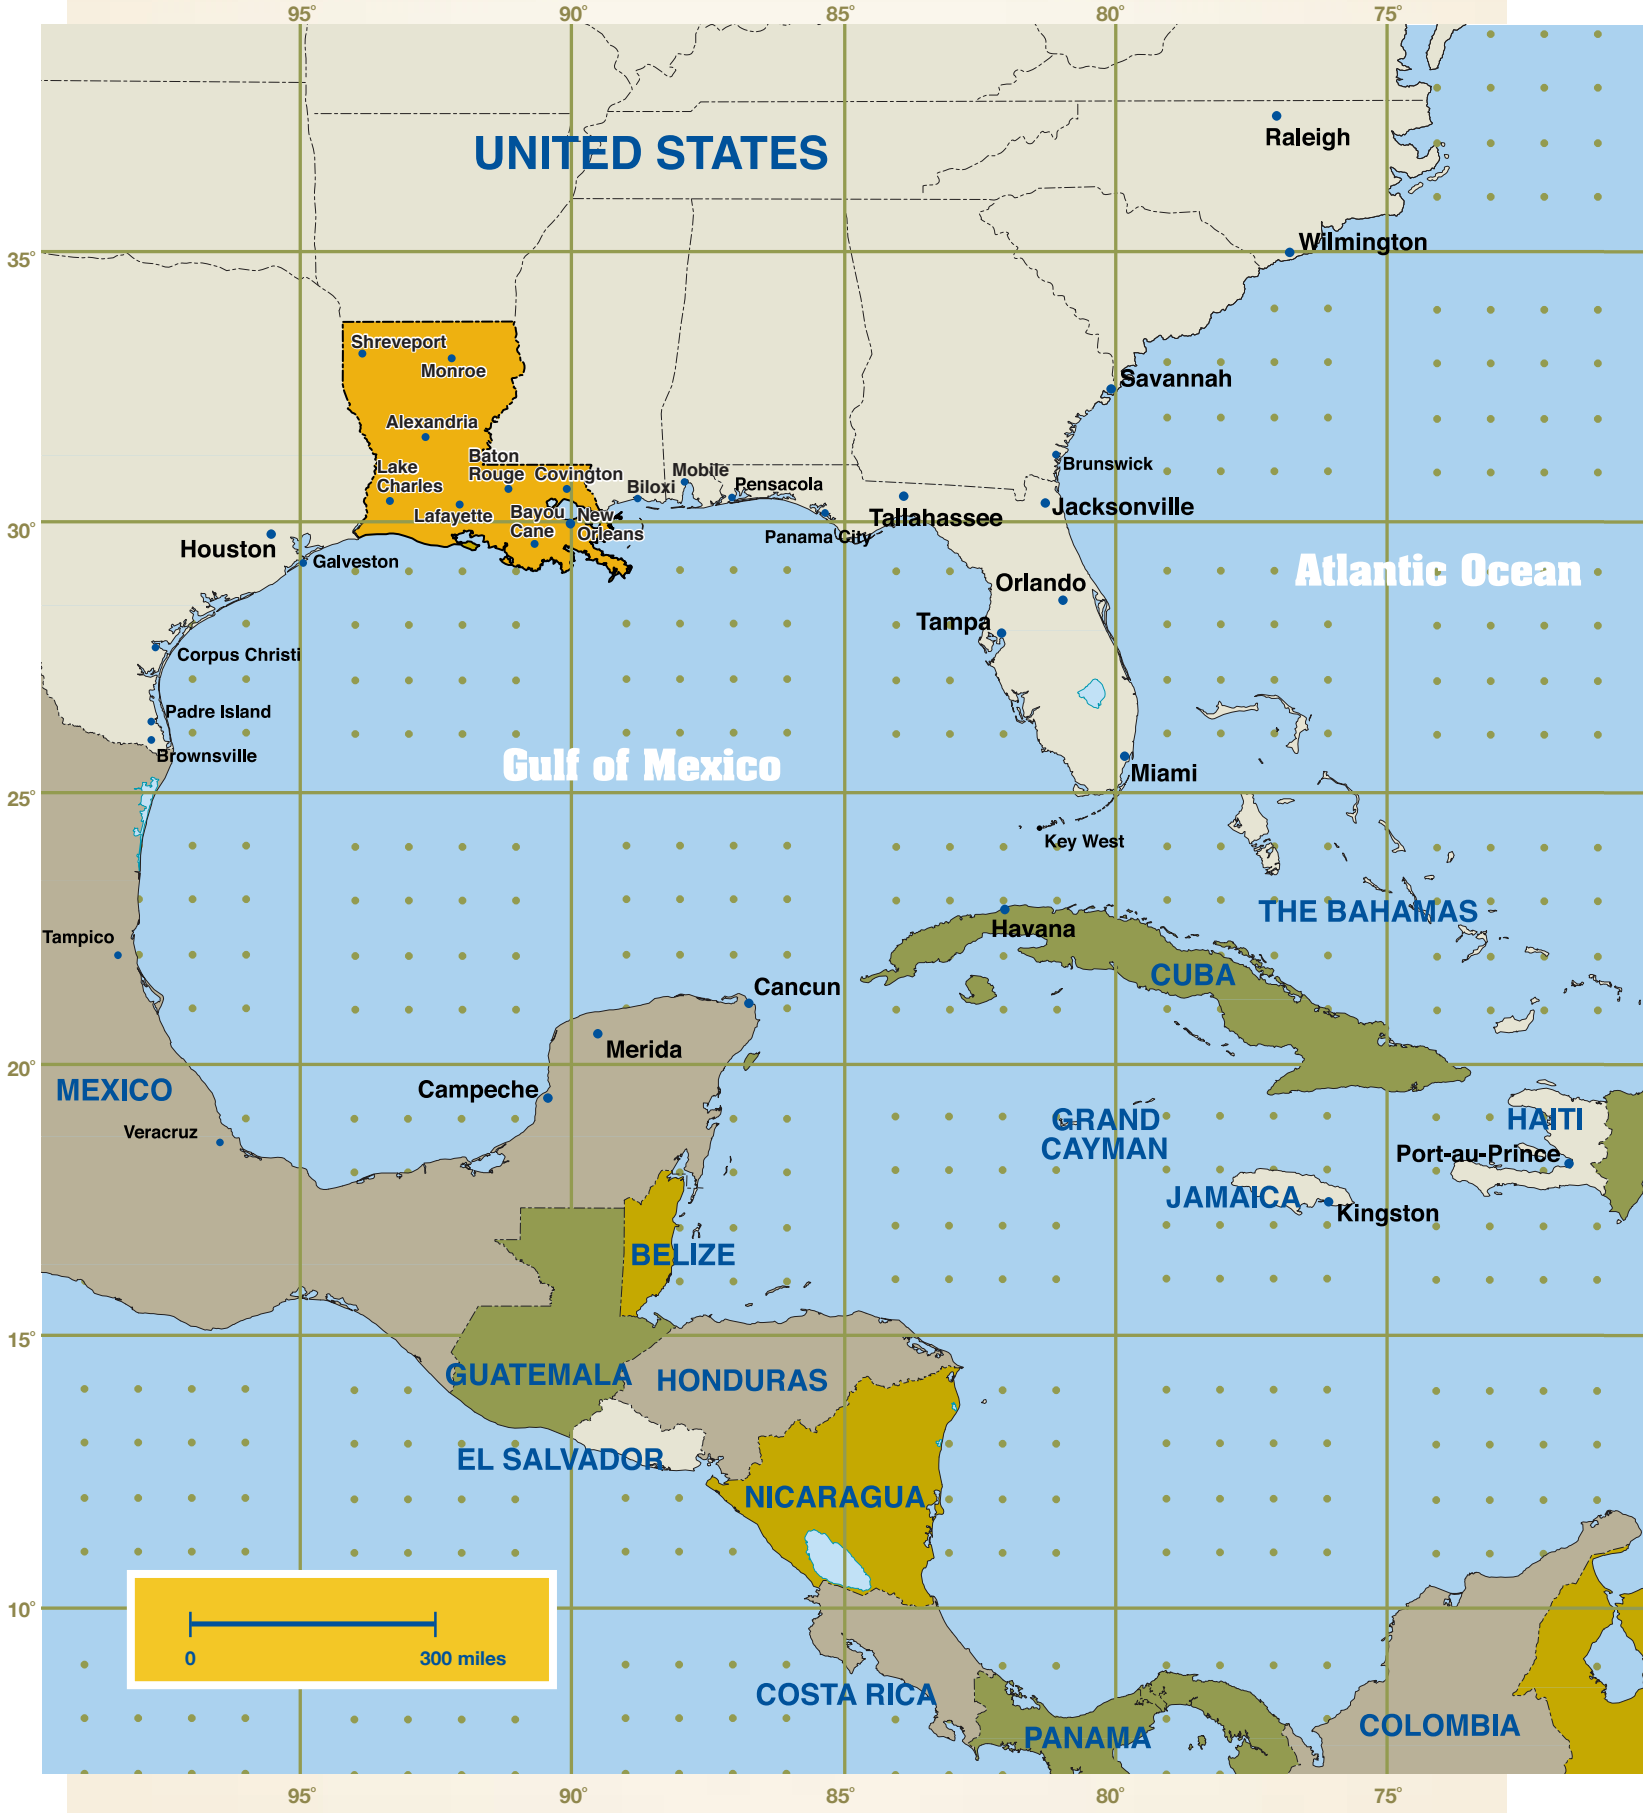 95°
90°
85°
80°
75°
UNITED STATES
Raleigh
Wilmington
35°
Shreveport
Monroe
Savannah
Alexandria
Baton
Rouge
Covington
Lake
Charles
Mobile
Biloxi
Pensacola
Brunswick
Jacksonville
Lafayette
Bayou
Cane
New
Orleans
Tallahassee
30°
Panama City
Houston
Galveston
Atlantic Ocean
Orlando
Tampa
Corpus Christi
Padre Island
Brownsville
Gulf of Mexico
Miami
25°
Key West
THE BAHAMAS
Havana
Tampico
CUBA
Cancun
Merida
20°
MEXICO
Campeche
Veracruz
GRAND
CAYMAN
HAITI
Port-au-Prince
JAMAICA
Kingston
BELIZE
15°
GUATEMALA
HONDURAS
EL SALVADOR
NICARAGUA
10°
0
300 miles
COSTA RICA
PANAMA
COLOMBIA
95°
90°
85°
80°
75°